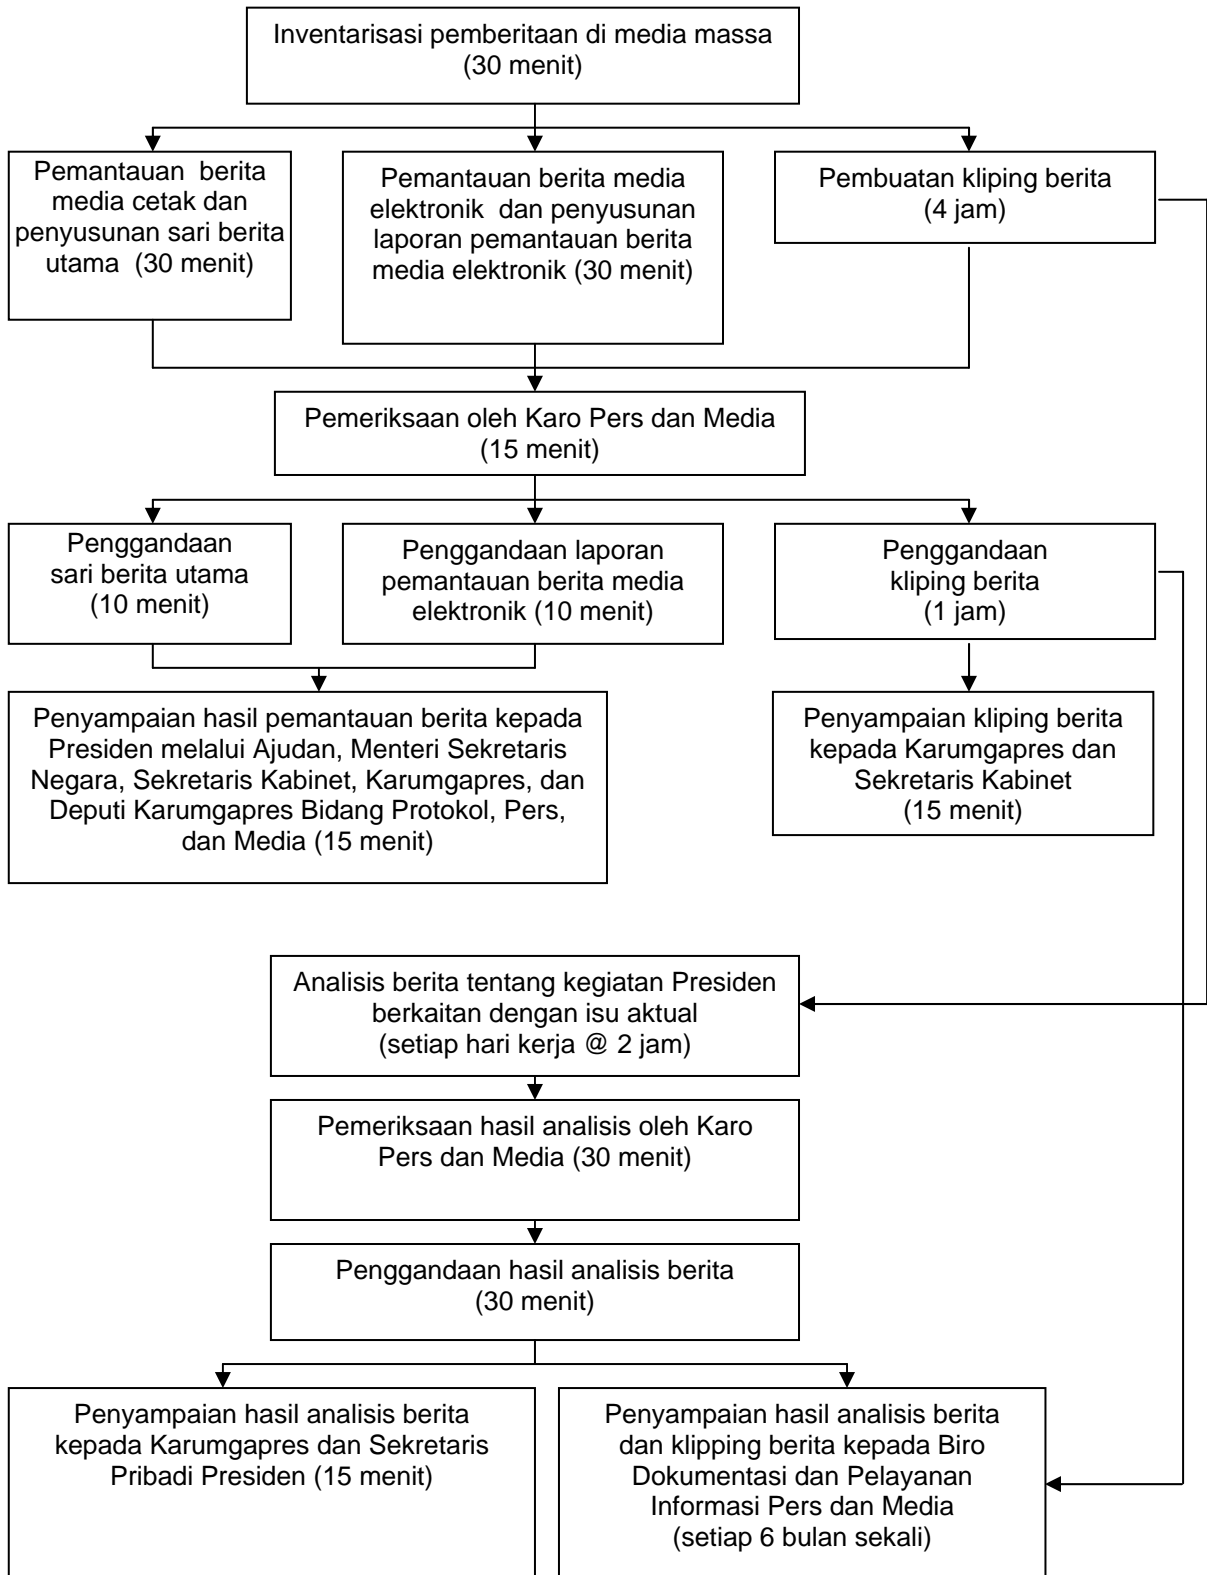 Inventarisasi pemberitaan di media massa
(30 menit)
Pemantauan berita
media cetak dan
penyusunan sari berita
utama (30 menit)
Pemantauan berita media
elektronik dan penyusunan
laporan pemantauan berita
media elektronik (30 menit)
Pembuatan kliping berita
(4 jam)
Pemeriksaan oleh Karo Pers dan Media
(15 menit)
Penggandaan
sari berita utama
(10 menit)
Penggandaan laporan
pemantauan berita media
elektronik (10 menit)
Penggandaan
kliping berita
(1 jam)
Penyampaian hasil pemantauan berita kepada
Presiden melalui Ajudan, Menteri Sekretaris
Negara, Sekretaris Kabinet, Karumgapres, dan
Deputi Karumgapres Bidang Protokol, Pers,
dan Media (15 menit)
Penyampaian kliping berita
kepada Karumgapres dan
Sekretaris Kabinet
(15 menit)
Analisis berita tentang kegiatan Presiden
berkaitan dengan isu aktual
(setiap hari kerja @ 2 jam)
Pemeriksaan hasil analisis oleh Karo
Pers dan Media (30 menit)
Penggandaan hasil analisis berita
(30 menit)
Penyampaian hasil analisis berita
kepada Karumgapres dan Sekretaris
Pribadi Presiden (15 menit)
Penyampaian hasil analisis berita
dan klipping berita kepada Biro
Dokumentasi dan Pelayanan
Informasi Pers dan Media
(setiap 6 bulan sekali)